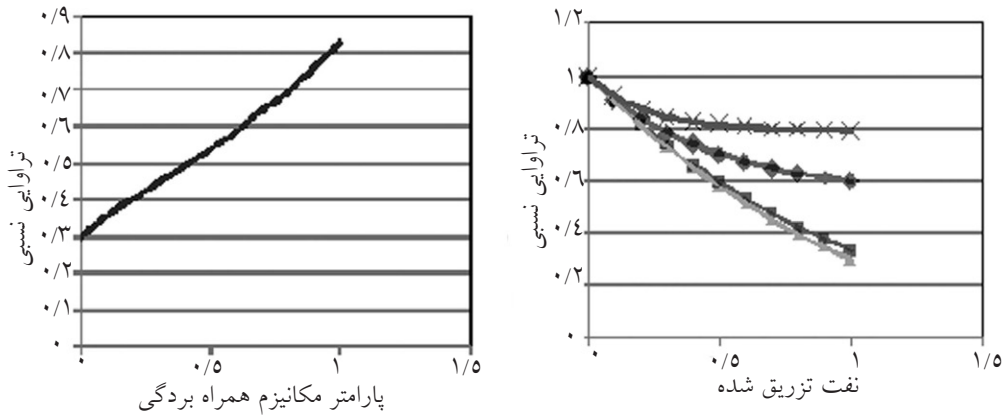 ۰/۹
۰/۸
۰/۷
۰/۶
۰/۵
۰/۴
۰/۳
۰/۲
۰/۱
۰
تراوایی نسبی
۰ ۰/۵ ۱ ۱/۵
پارامتر مکانیزم همراه بردگی
۱/۲
۱
۰/۸
۰/۶
۰/۴
۰/۲
۰
تراوایی نسبی
۰ ۰/۵ ۱ ۱/۵
نفت تزریق شده